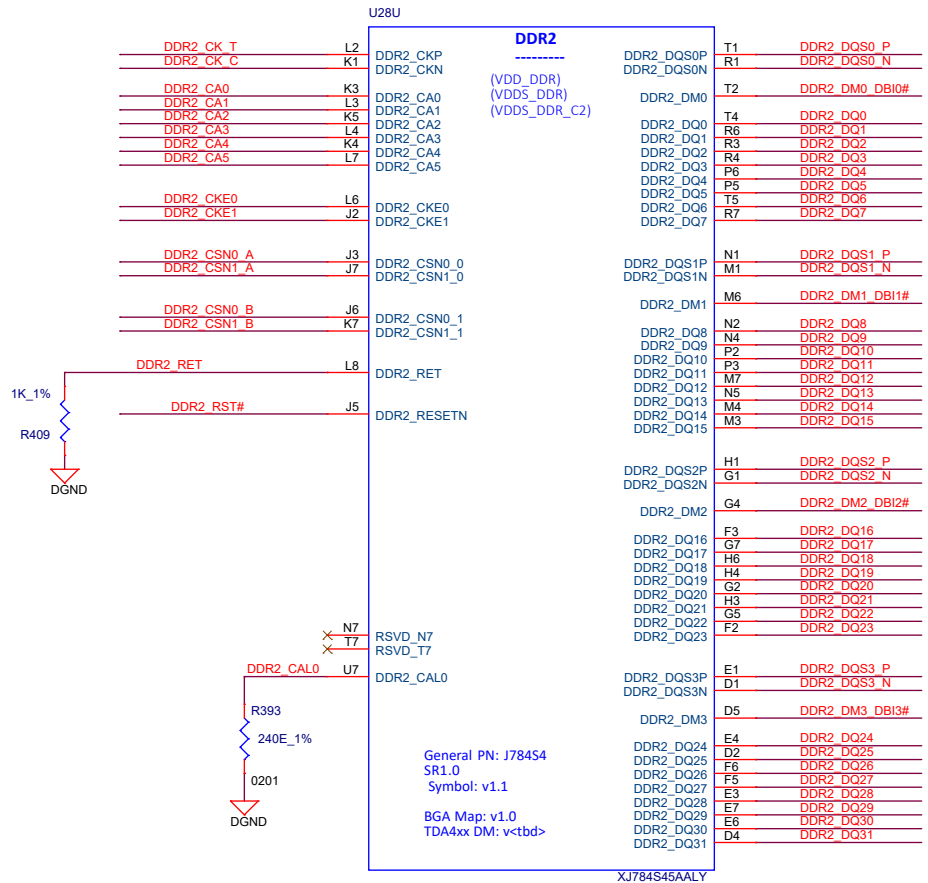 U28U
DDR2
---------
(VDD_DDR)
(VDDS_DDR)
(VDDS_DDR_C2)
DDR2_CK_T L2 DDR2_CKP
DDR2_CK_C K1 DDR2_CKN
DDR2_CA0 K3 DDR2_CA0
DDR2_CA1 L3 DDR2_CA1
DDR2_CA2 K5 DDR2_CA2
DDR2_CA3 L4 DDR2_CA3
DDR2_CA4 K4 DDR2_CA4
DDR2_CA5 L7 DDR2_CA5
DDR2_CKE0 L6 DDR2_CKE0
DDR2_CKE1 J2 DDR2_CKE1
DDR2_CSN0_A J3 DDR2_CSN0_0
DDR2_CSN1_A J7 DDR2_CSN1_0
DDR2_CSN0_B J6 DDR2_CSN0_1
DDR2_CSN1_B K7 DDR2_CSN1_1
DDR2_RET L8 DDR2_RET
1K_1%
R409
DGND
DDR2_RST# J5 DDR2_RESETN
N7 RSVD_N7
T7 RSVD_T7
DDR2_CAL0 U7 DDR2_CAL0
R393
240E_1%
0201
DGND
General PN: J784S4
SR1.0
Symbol: v1.1
BGA Map: v1.0
TDA4xx DM: v<tbd>
DDR2_DQS0P T1 DDR2_DQS0_P
DDR2_DQS0N R1 DDR2_DQS0_N
DDR2_DM0 T2 DDR2_DM0_DBI0#
DDR2_DQ0 T4 DDR2_DQ0
DDR2_DQ1 R6 DDR2_DQ1
DDR2_DQ2 R3 DDR2_DQ2
DDR2_DQ3 R4 DDR2_DQ3
DDR2_DQ4 P6 DDR2_DQ4
DDR2_DQ5 P5 DDR2_DQ5
DDR2_DQ6 T5 DDR2_DQ6
DDR2_DQ7 R7 DDR2_DQ7
DDR2_DQS1P N1 DDR2_DQS1_P
DDR2_DQS1N M1 DDR2_DQS1_N
DDR2_DM1 M6 DDR2_DM1_DBI1#
DDR2_DQ8 N2 DDR2_DQ8
DDR2_DQ9 N4 DDR2_DQ9
DDR2_DQ10 P2 DDR2_DQ10
DDR2_DQ11 P3 DDR2_DQ11
DDR2_DQ12 M7 DDR2_DQ12
DDR2_DQ13 N5 DDR2_DQ13
DDR2_DQ14 M4 DDR2_DQ14
DDR2_DQ15 M3 DDR2_DQ15
DDR2_DQS2P H1 DDR2_DQS2_P
DDR2_DQS2N G1 DDR2_DQS2_N
DDR2_DM2 G4 DDR2_DM2_DBI2#
DDR2_DQ16 F3 DDR2_DQ16
DDR2_DQ17 G7 DDR2_DQ17
DDR2_DQ18 H6 DDR2_DQ18
DDR2_DQ19 H4 DDR2_DQ19
DDR2_DQ20 G2 DDR2_DQ20
DDR2_DQ21 H3 DDR2_DQ21
DDR2_DQ22 G5 DDR2_DQ22
DDR2_DQ23 F2 DDR2_DQ23
DDR2_DQS3P E1 DDR2_DQS3_P
DDR2_DQS3N D1 DDR2_DQS3_N
DDR2_DM3 D5 DDR2_DM3_DBI3#
DDR2_DQ24 E4 DDR2_DQ24
DDR2_DQ25 D2 DDR2_DQ25
DDR2_DQ26 F6 DDR2_DQ26
DDR2_DQ27 F5 DDR2_DQ27
DDR2_DQ28 E3 DDR2_DQ28
DDR2_DQ29 E7 DDR2_DQ29
DDR2_DQ30 E6 DDR2_DQ30
DDR2_DQ31 D4 DDR2_DQ31
XJ784S45AALY